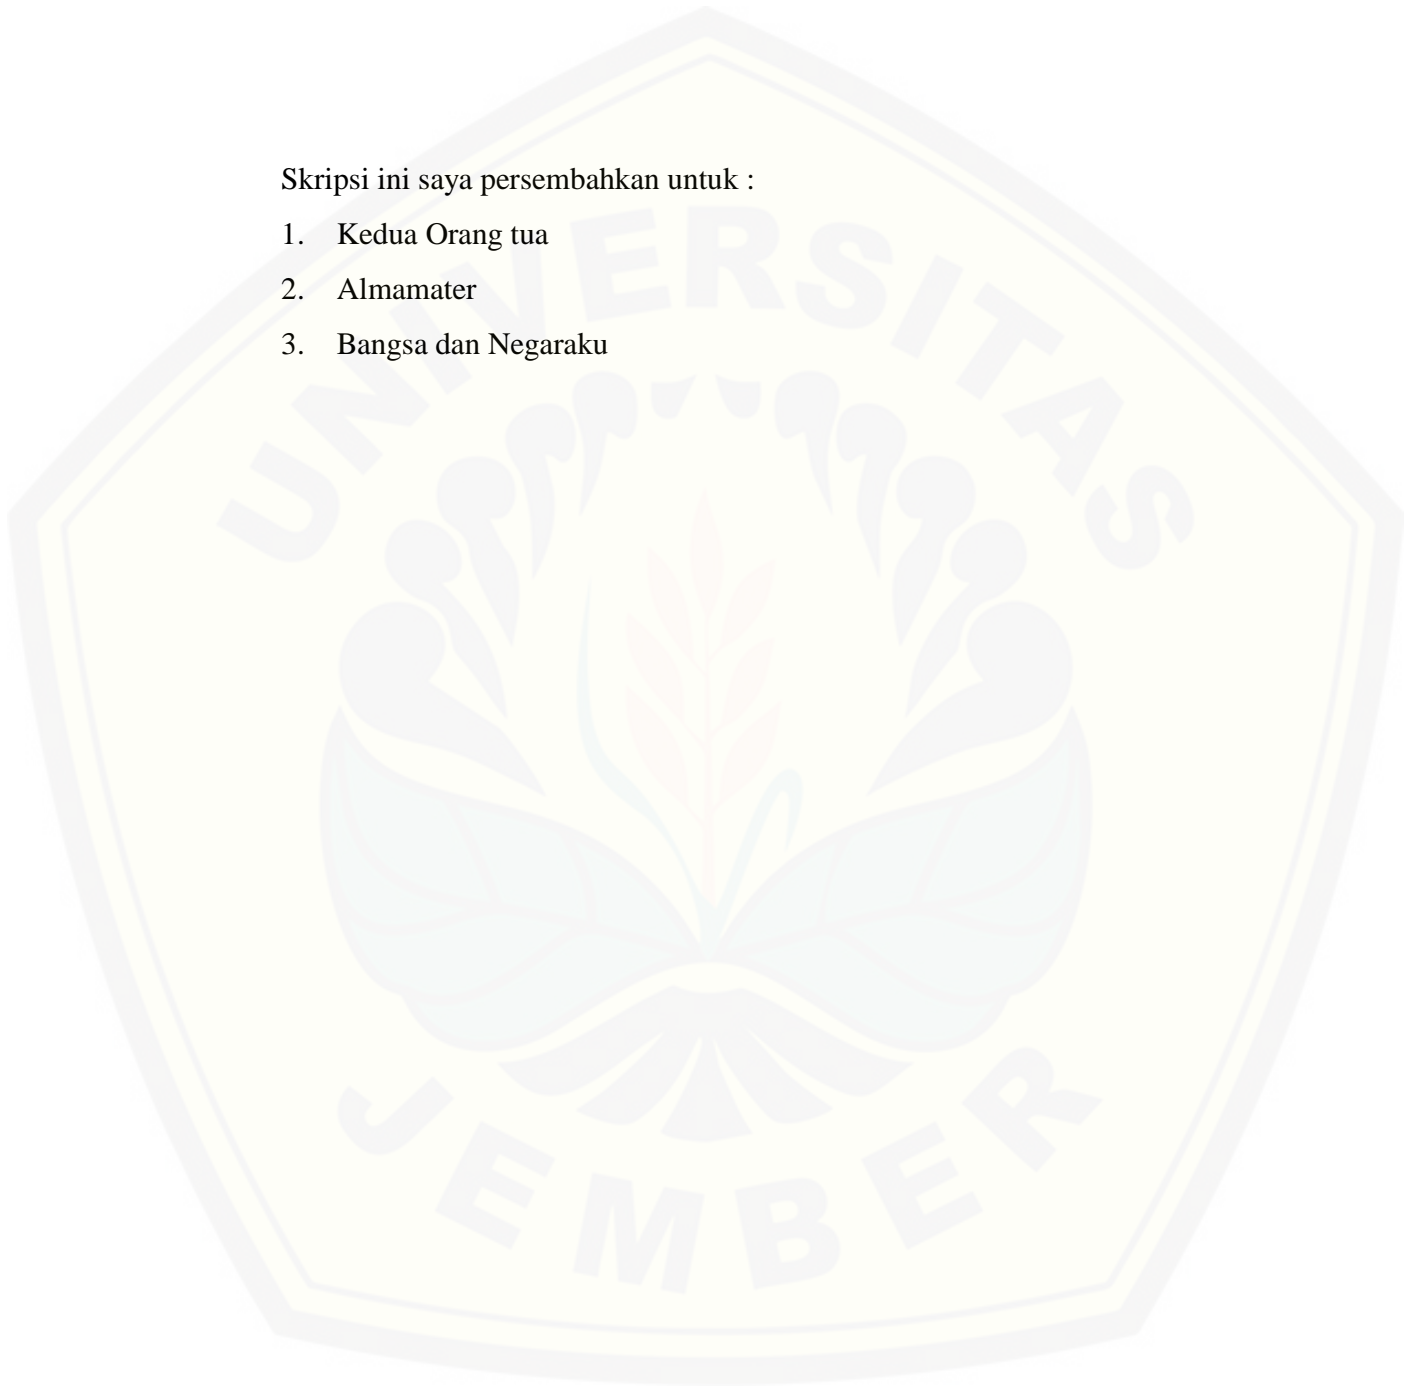 Skripsi ini saya persembahkan untuk :
1. Kedua Orang tua
2. Almamater
3. Bangsa dan Negaraku
UNIVERSITAS
JEMBER